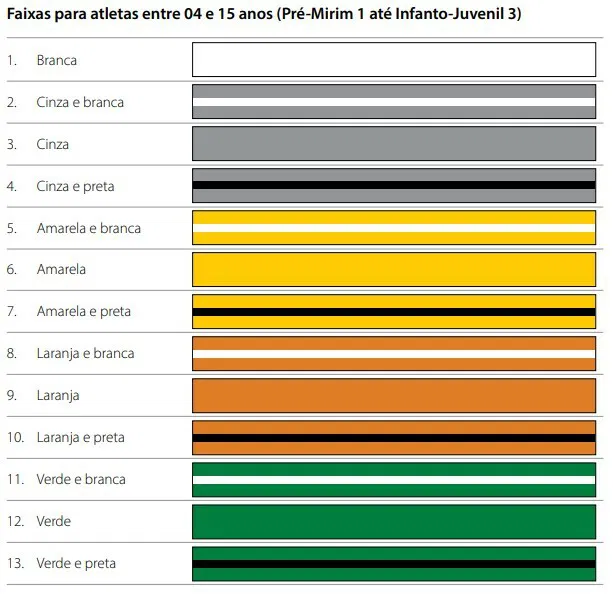 Faixas para atletas entre 04 e 15 anos (Pré-Mirim 1 até Infanto-Juvenil 3)
1. Branca
2. Cinza e branca
3. Cinza
4. Cinza e preta
5. Amarela e branca
6. Amarela
7. Amarela e preta
8. Laranja e branca
9. Laranja
10. Laranja e preta
11. Verde e branca
12. Verde
13. Verde e preta